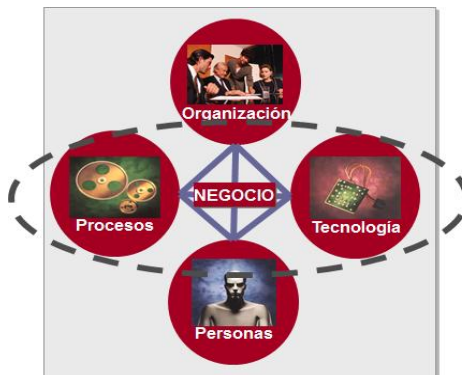 Organización
NEGOCIO
Procesos
Tecnología
Personas